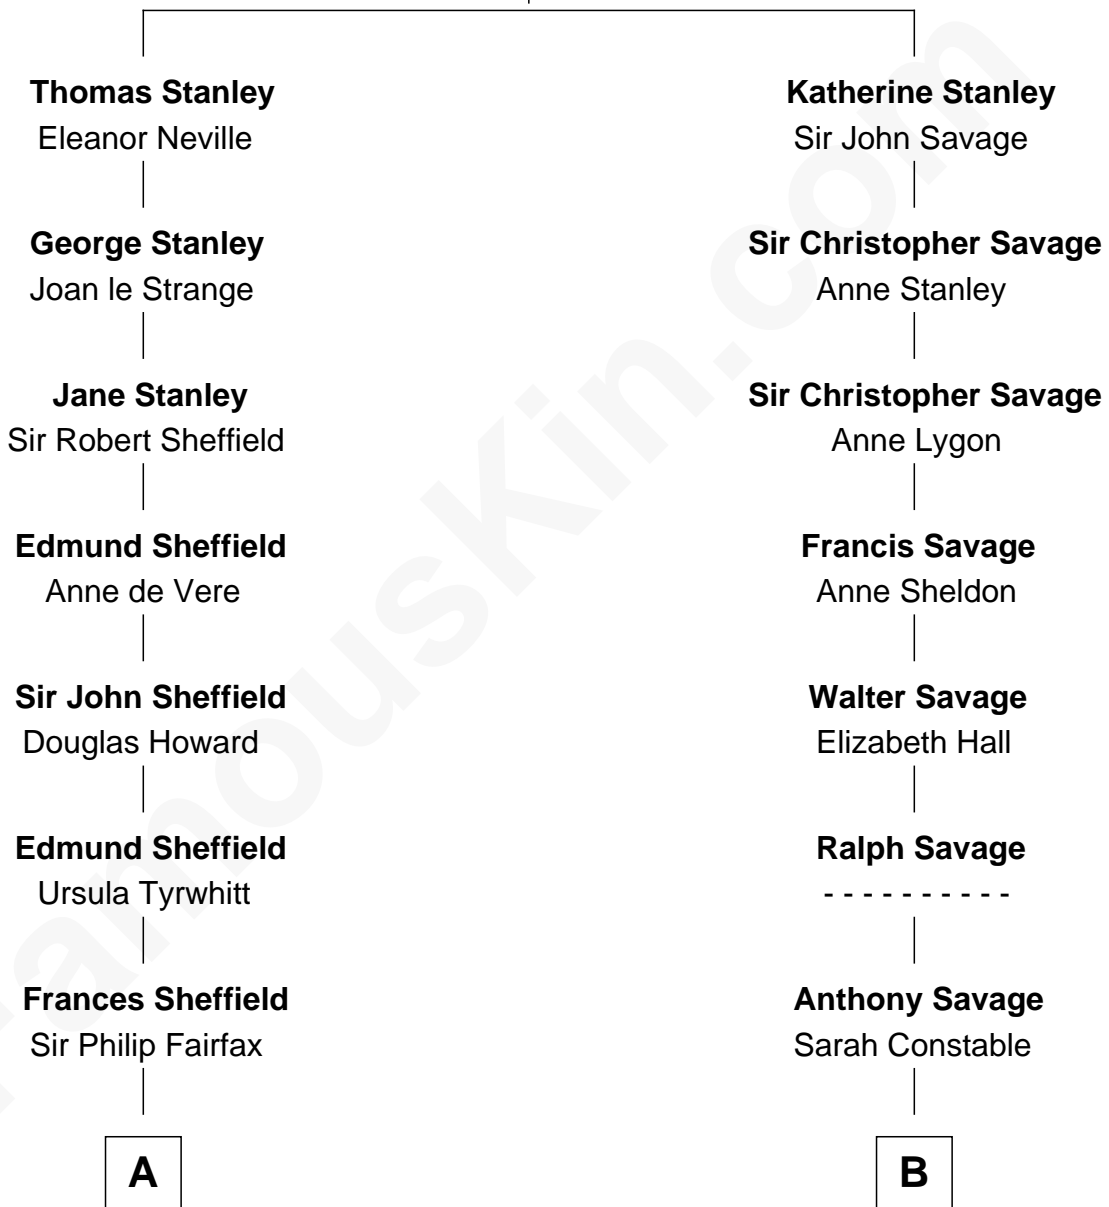 Thomas Stanley
Eleanor Neville
George Stanley
Joan le Strange
Jane Stanley
Sir Robert Sheffield
Edmund Sheffield
Anne de Vere
Sir John Sheffield
Douglas Howard
Edmund Sheffield
Ursula Tyrwhitt
Frances Sheffield
Sir Philip Fairfax
A
Katherine Stanley
Sir John Savage
Sir Christopher Savage
Anne Stanley
Sir Christopher Savage
Anne Lygon
Francis Savage
Anne Sheldon
Walter Savage
Elizabeth Hall
Ralph Savage
- - - - - - - - - -
Anthony Savage
Sarah Constable
B
FamousKin.com